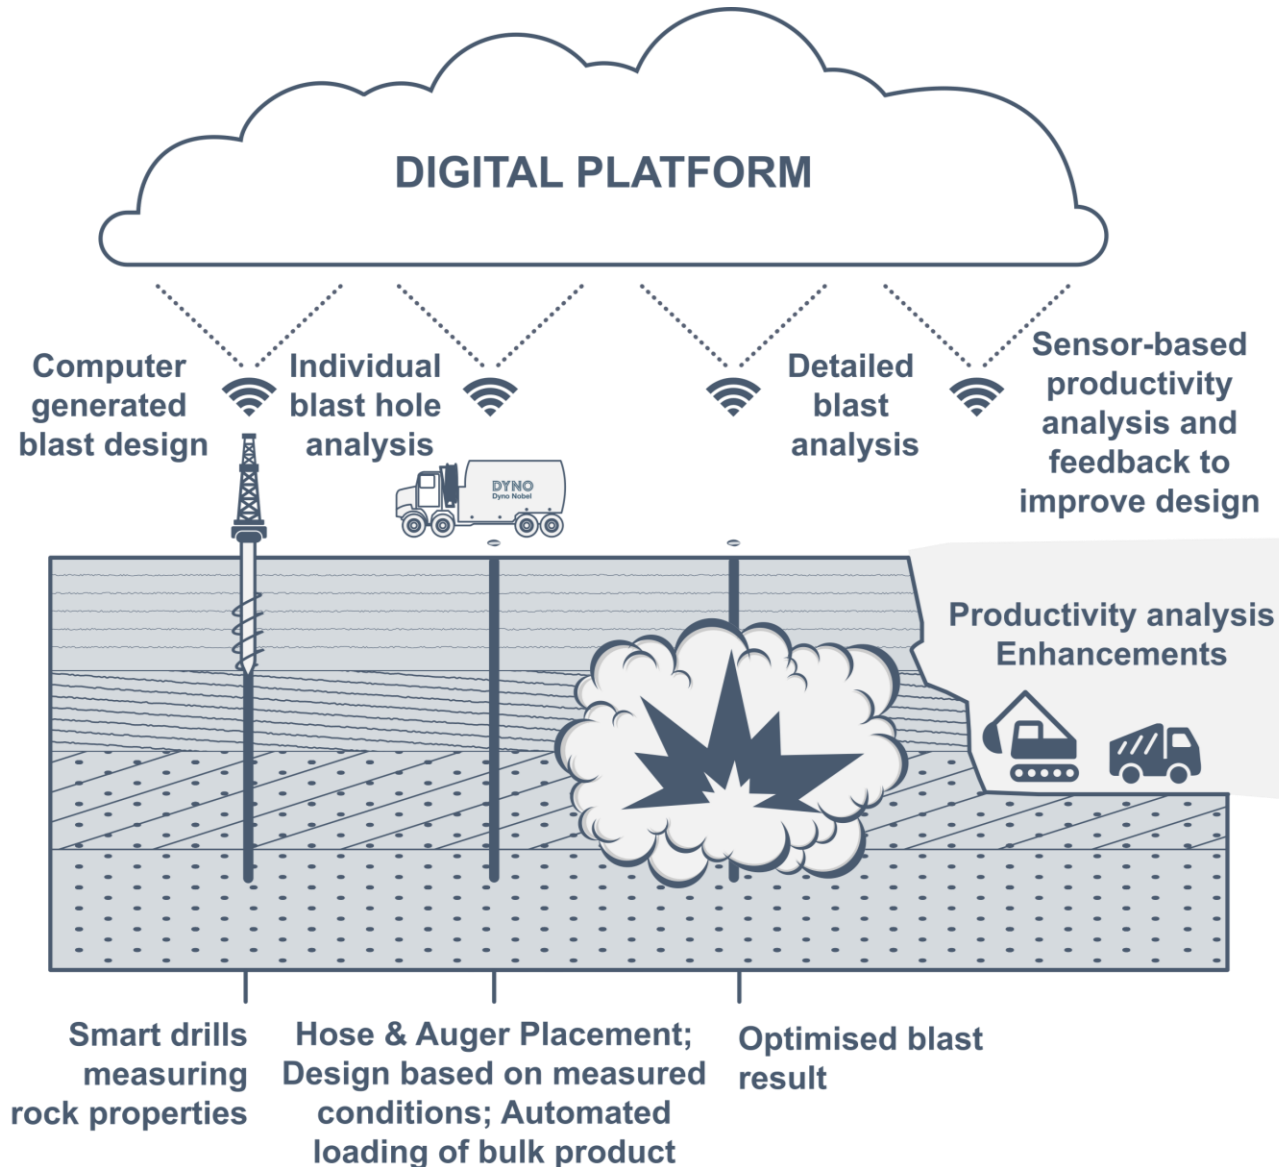 DIGITAL PLATFORM
Computer
generated
blast design
Individual
blast hole
analysis
Detailed
blast
analysis
Sensor-based
productivity
analysis and
feedback to
improve design
DYNO
Dyno Nobel
Productivity analysis
Enhancements
Smart drills
measuring
rock properties
Hose & Auger Placement;
Design based on measured
conditions; Automated
loading of bulk product
Optimised blast
result